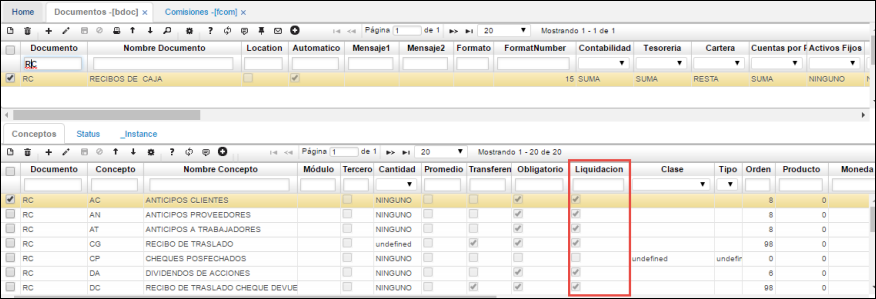 Home Documentos -[bdoc] x Comisiones -[fcom] x
Página 1 de 1 20 Mostrando 1 - 1 de 1
Documento Nombre Documento Location Automatico Mensaje1 Mensaje2 Formato FormatNumber Contabilidad Tesoreria Cartera Cuentas por F Activos Fijos
RC
RC RECIBOS DE CAJA 15 SUMA SUMA RESTA SUMA NINGUNO N
Conceptos Status _Instance
Página 1 de 1 20 Mostrando 1 - 20 de 20
Documento Concepto Nombre Concepto Módulo Tercero Cantidad Promedio Transferen Obligatorio Liquidacion Clase Tipo Orden Producto Moneda
RC AC ANTICIPOS CLIENTES NINGUNO 8 0
RC AN ANTICIPOS PROVEEDORES NINGUNO 8 0
RC AT ANTICIPOS A TRABAJADORES NINGUNO 8 0
RC CG RECIBO DE TRASLADO undefined 98 0
RC CP CHEQUES POSFECHADOS NINGUNO undefined undefin 0 0
RC DA DIVIDENDOS DE ACCIONES NINGUNO 6 0
RC DC RECIBO DE TRASLADO CHEQUE DEVUE NINGUNO 98 0